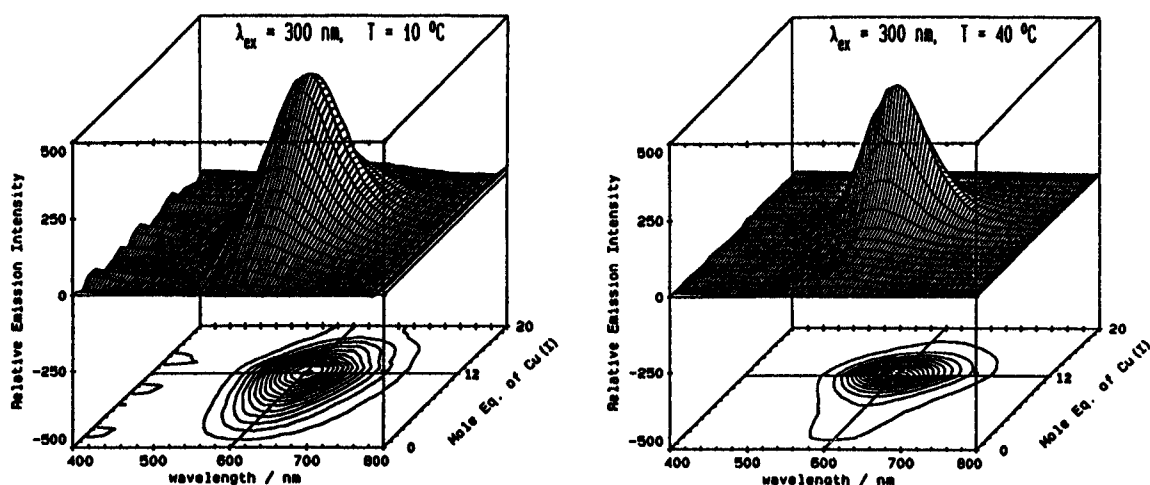 λex = 300 nm, T = 10 ⁰C
500
250
0
-250
-500
Relative Emission Intensity
400 500 600 700 800
wavelength / nm
0
12
20
Mole Eq. of Cu(I)
λex = 300 nm, T = 40 ⁰C
500
250
0
-250
-500
Relative Emission Intensity
400 500 600 700 800
wavelength / nm
0
12
20
Mole Eq. of Cu(I)